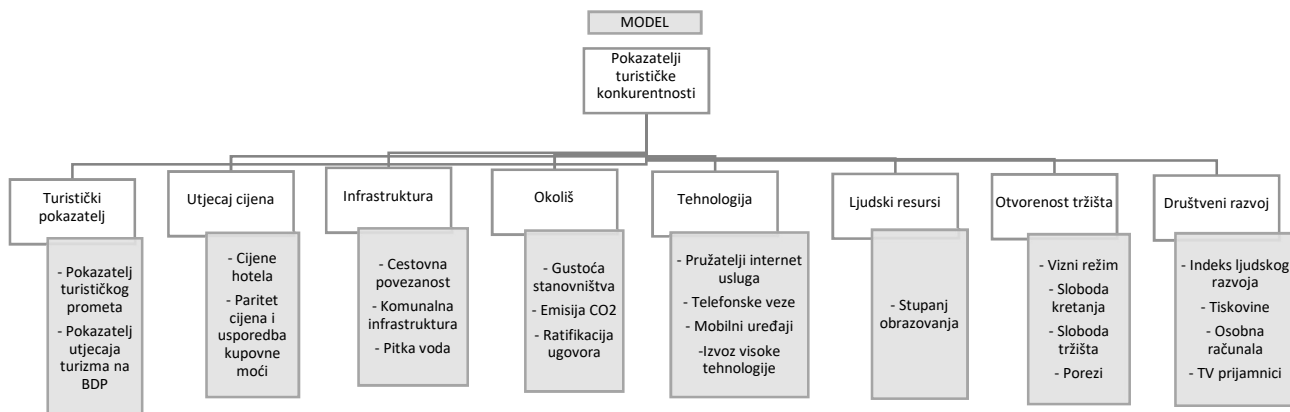 MODEL
Pokazatelji
turističke
konkurentnosti
Turistički
pokazatelj
Utjecaj cijena
Infrastruktura
Okoliš
Tehnologija
Ljudski resursi
Otvorenost tržišta
Društveni razvoj
- Pokazatelj
turističkog
prometa
- Pokazatelj
utjecaja
turizma na
BDP
- Cijene
hotela
- Paritet
cijena i
usporedba
kupovne
moći
- Cestovna
povezanost
- Komunalna
infrastruktura
- Pitka voda
- Gustoća
stanovništva
- Emisija CO2
- Ratifikacija
ugovora
- Pružatelji internet
usluga
- Telefonske veze
- Mobilni uređaji
-Izvoz visoke
tehnologije
- Stupanj
obrazovanja
- Vizni režim
- Sloboda
kretanja
- Sloboda
tržišta
- Porezi
- Indeks ljudskog
razvoja
- Tiskovine
- Osobna
računala
- TV prijamnici